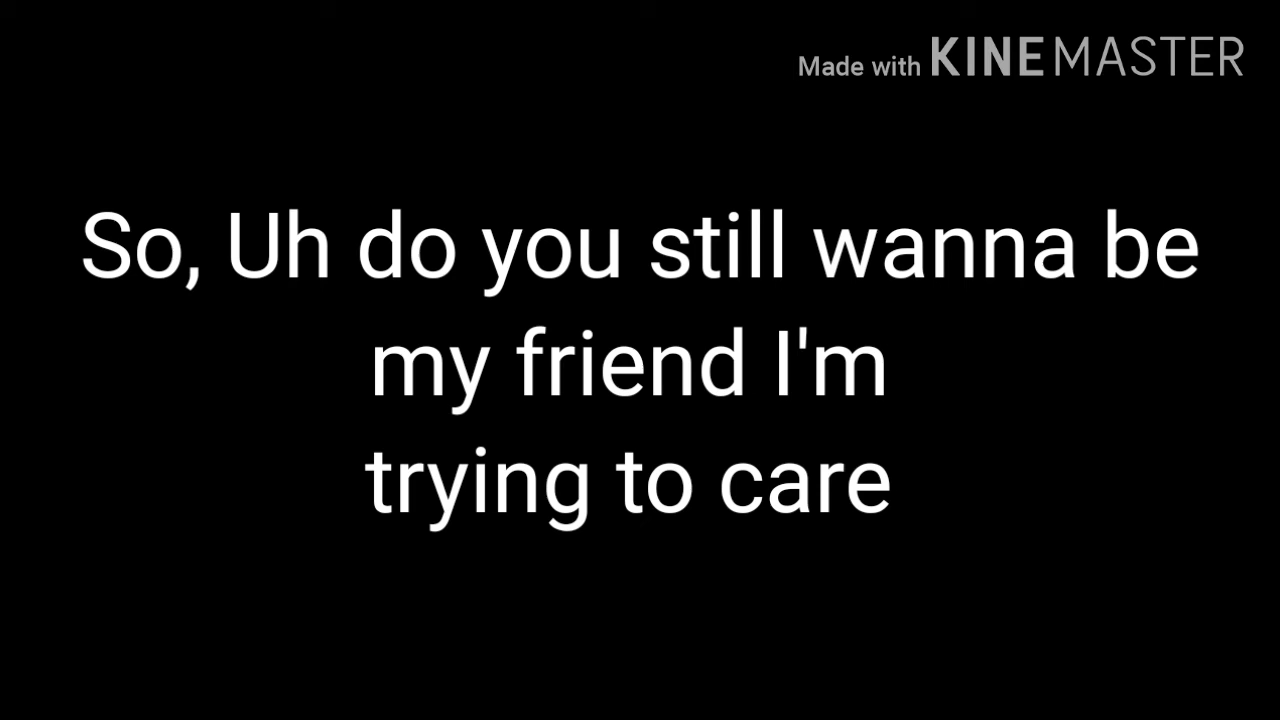 Made with KINEMASTER
So, Uh do you still wanna be
my friend I'm
trying to care